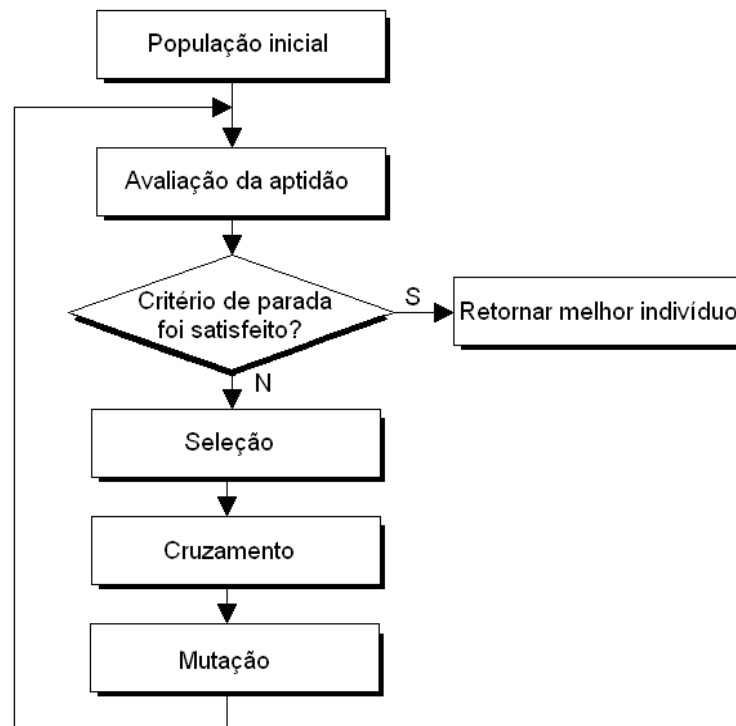 População inicial
Avaliação da aptidão
Critério de parada
foi satisfeito?
S
Retornar melhor indivíduo
N
Seleção
Cruzamento
Mutação